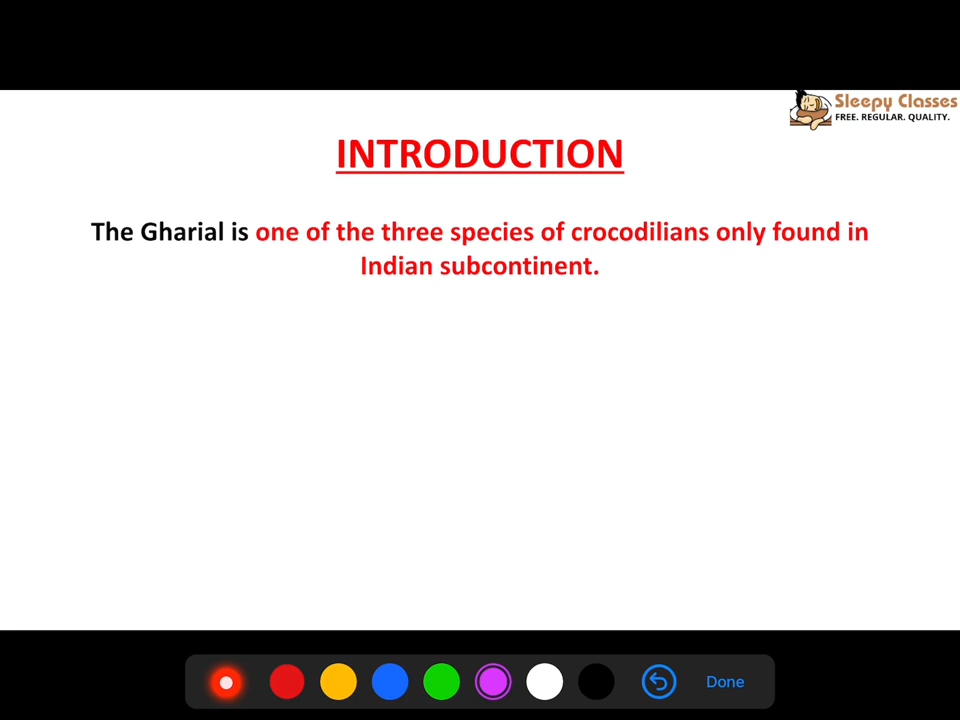 Sleepy Classes
FREE. REGULAR. QUALITY.
INTRODUCTION
The Gharial is one of the three species of crocodilians only found in
Indian subcontinent.
Done